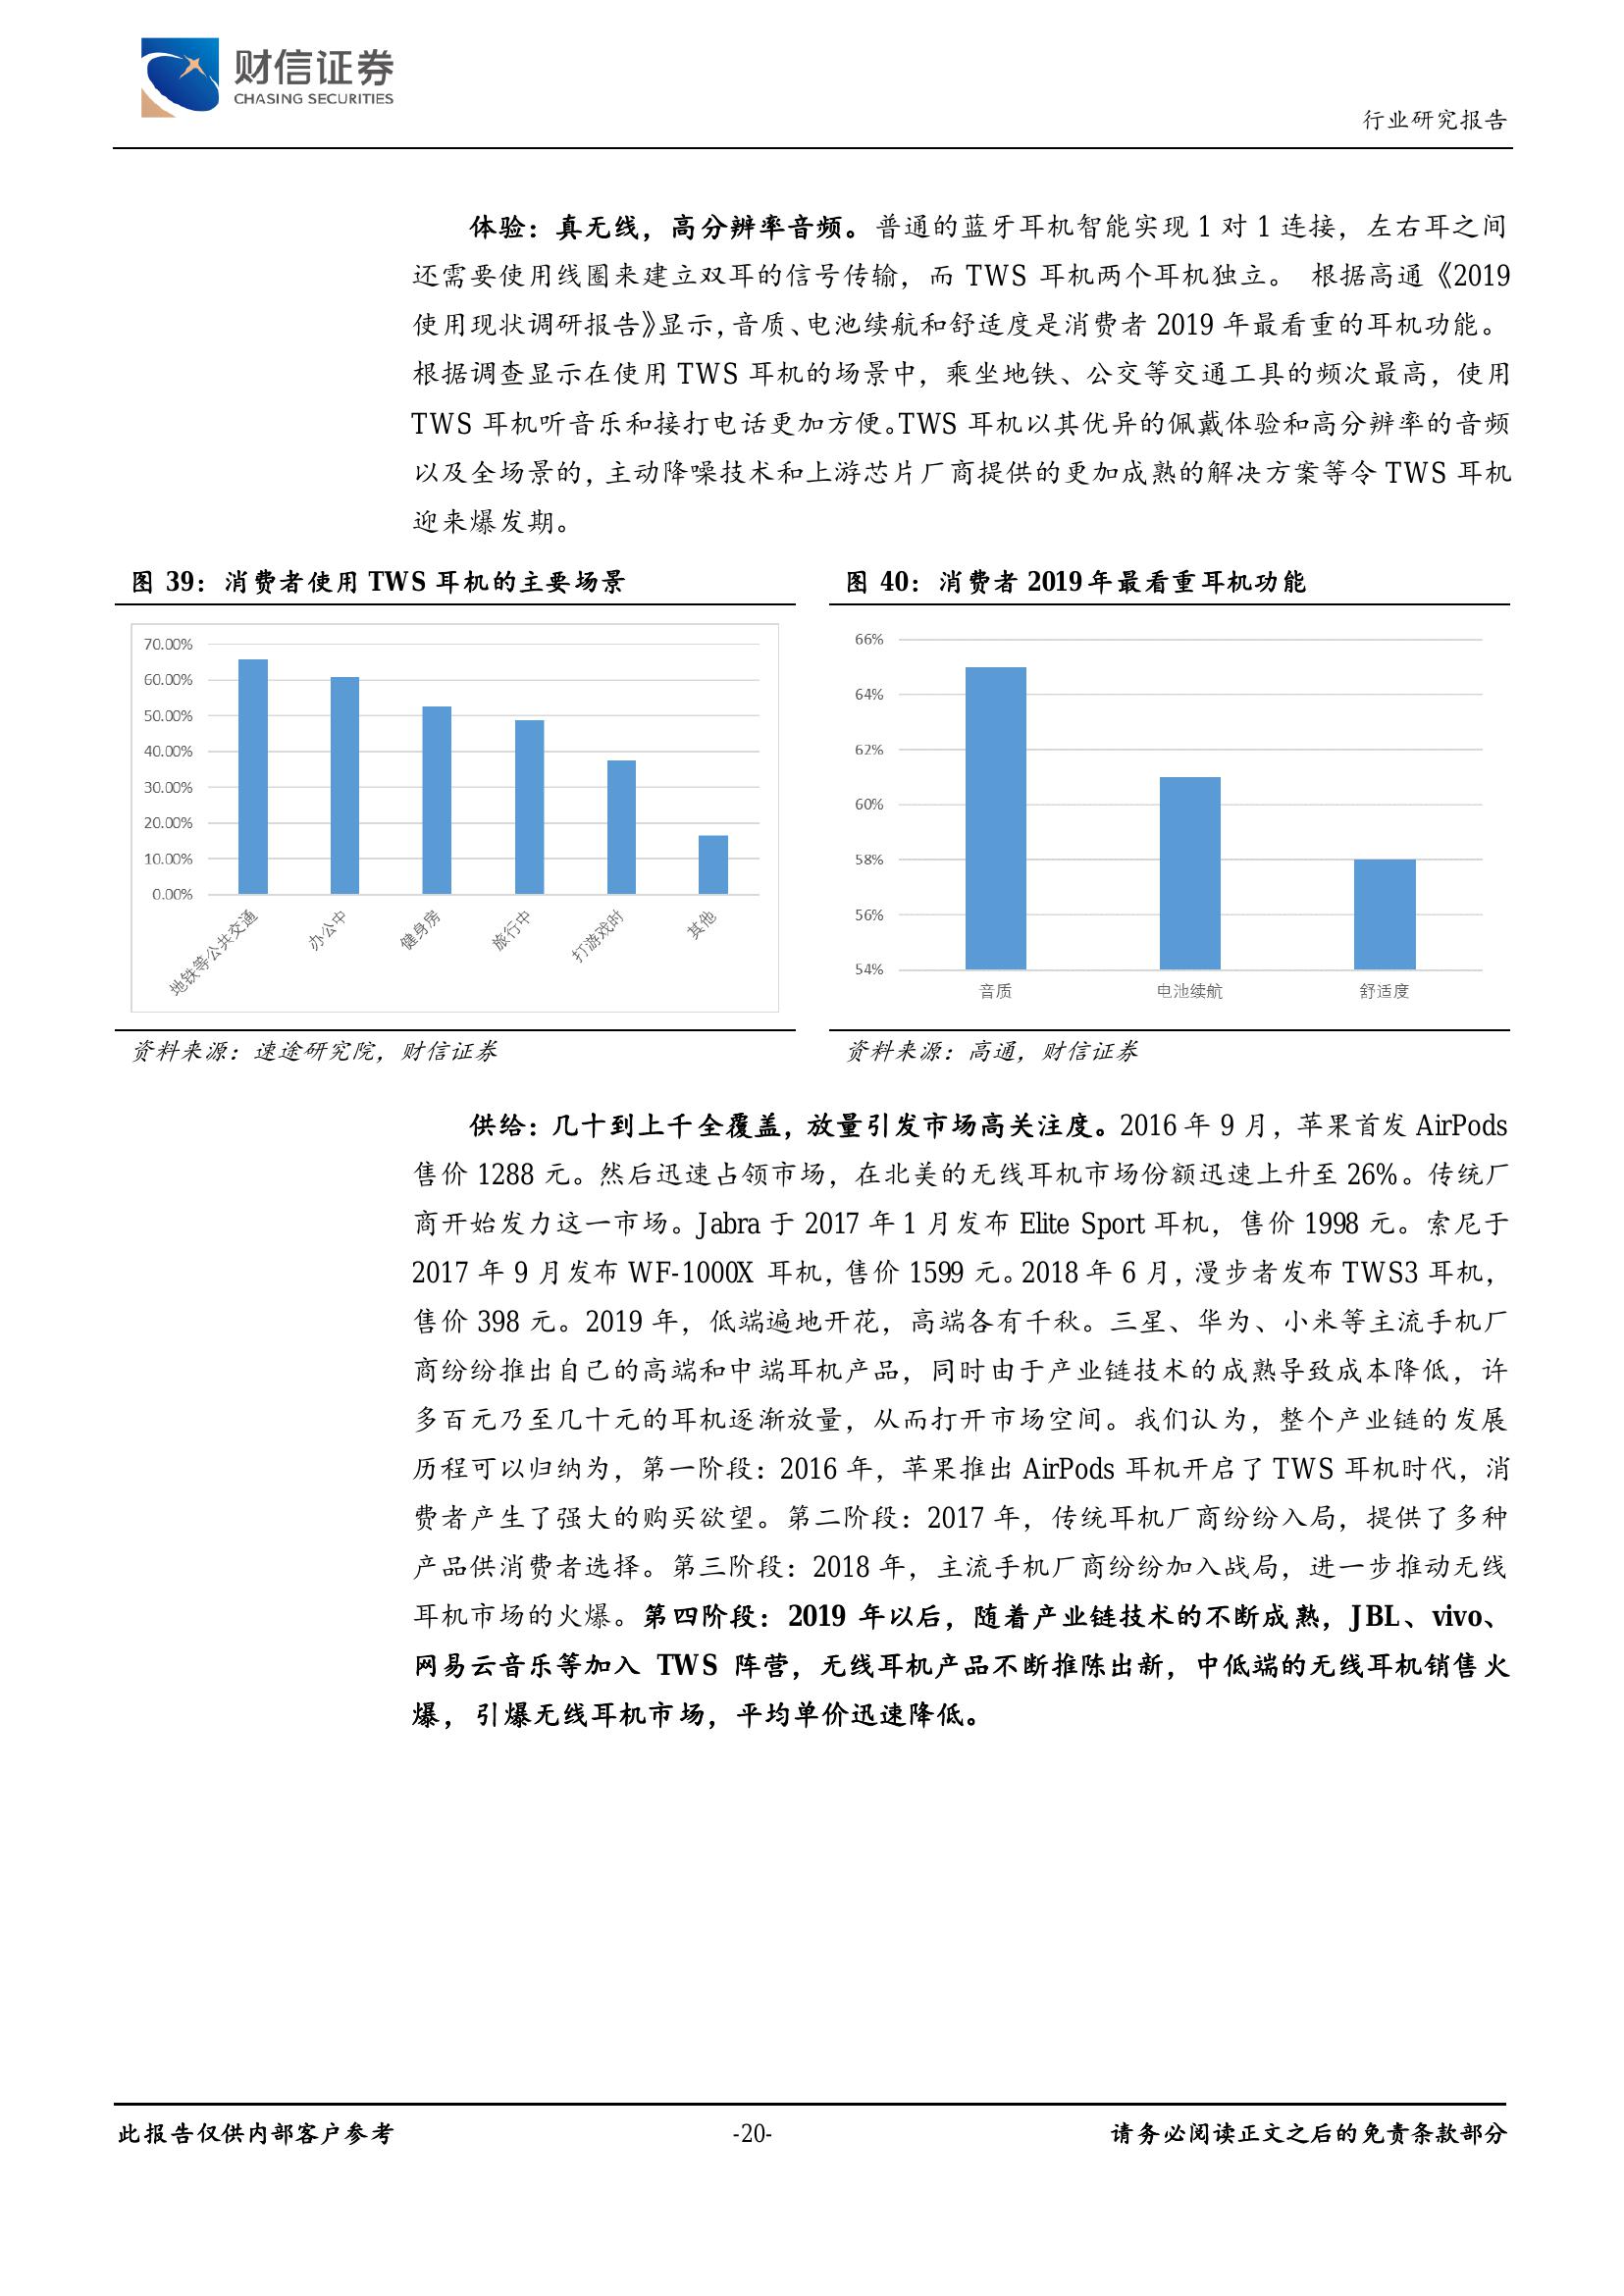 财信证券
CHASING SECURITIES
行业研究报告
体验：真无线，高分辨率音频。普通的蓝牙耳机智能实现 1 对 1 连接，左右耳之间
还需要使用线圈来建立双耳的信号传输，而 TWS 耳机两个耳机独立。 根据高通《2019
使用现状调研报告》显示，音质、电池续航和舒适度是消费者 2019 年最看重的耳机功能。
根据调查显示在使用 TWS 耳机的场景中，乘坐地铁、公交等交通工具的频次最高，使用
TWS 耳机听音乐和接打电话更加方便。TWS 耳机以其优异的佩戴体验和高分辨率的音频
以及全场景的，主动降噪技术和上游芯片厂商提供的更加成熟的解决方案等令 TWS 耳机
迎来爆发期。
图 39：消费者使用 TWS 耳机的主要场景
70.00%
60.00%
50.00%
40.00%
30.00%
20.00%
10.00%
0.00%
地铁等公共交通
办公中
健身房
旅行中
打游戏时
其他
资料来源：速途研究院，财信证券
图 40：消费者 2019 年最看重耳机功能
66%
64%
62%
60%
58%
56%
54%
音质
电池续航
舒适度
资料来源：高通，财信证券
供给：几十到上千全覆盖，放量引发市场高关注度。2016 年 9 月，苹果首发 AirPods
售价 1288 元。然后迅速占领市场，在北美的无线耳机市场份额迅速上升至 26%。传统厂
商开始发力这一市场。Jabra 于 2017 年 1 月发布 Elite Sport 耳机，售价 1998 元。索尼于
2017 年 9 月发布 WF-1000X 耳机，售价 1599 元。2018 年 6 月，漫步者发布 TWS3 耳机，
售价 398 元。2019 年，低端遍地开花，高端各有千秋。三星、华为、小米等主流手机厂
商纷纷推出自己的高端和中端耳机产品，同时由于产业链技术的成熟导致成本降低，许
多百元乃至几十元的耳机逐渐放量，从而打开市场空间。我们认为，整个产业链的发展
历程可以归纳为，第一阶段：2016 年，苹果推出 AirPods 耳机开启了 TWS 耳机时代，消
费者产生了强大的购买欲望。第二阶段：2017 年，传统耳机厂商纷纷入局，提供了多种
产品供消费者选择。第三阶段：2018 年，主流手机厂商纷纷加入战局，进一步推动无线
耳机市场的火爆。第四阶段：2019 年以后，随着产业链技术的不断成熟，JBL、vivo、
网易云音乐等加入 TWS 阵营，无线耳机产品不断推陈出新，中低端的无线耳机销售火
爆，引爆无线耳机市场，平均单价迅速降低。
此报告仅供内部客户参考
-20-
请务必阅读正文之后的免责条款部分